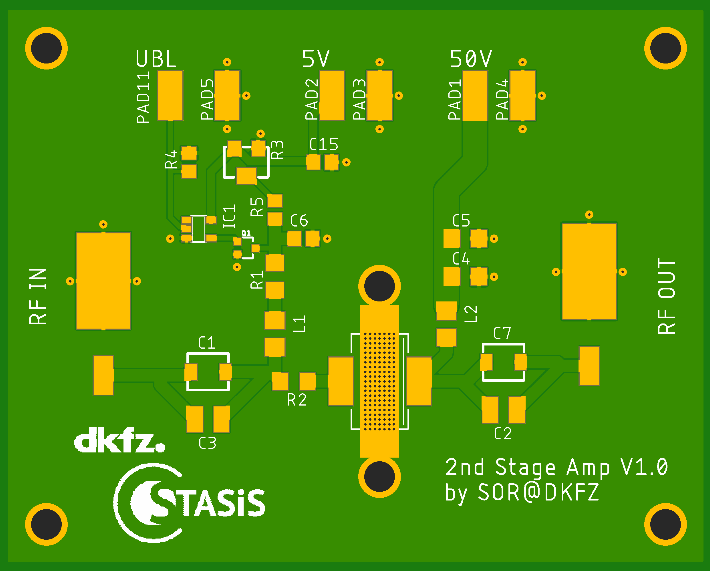 UBL 5V 50V
PAD11 PAD5 PAD2 PAD3 PAD1 PAD4
R4 R3 C15
R5 IC1 Q1 C6 C5
R1 C4
RF IN RF OUT
L1 L2
C1 C7
R2
C3 C2
dkfz.
STASiS
2nd Stage Amp V1.0
by SOR@DKFZ